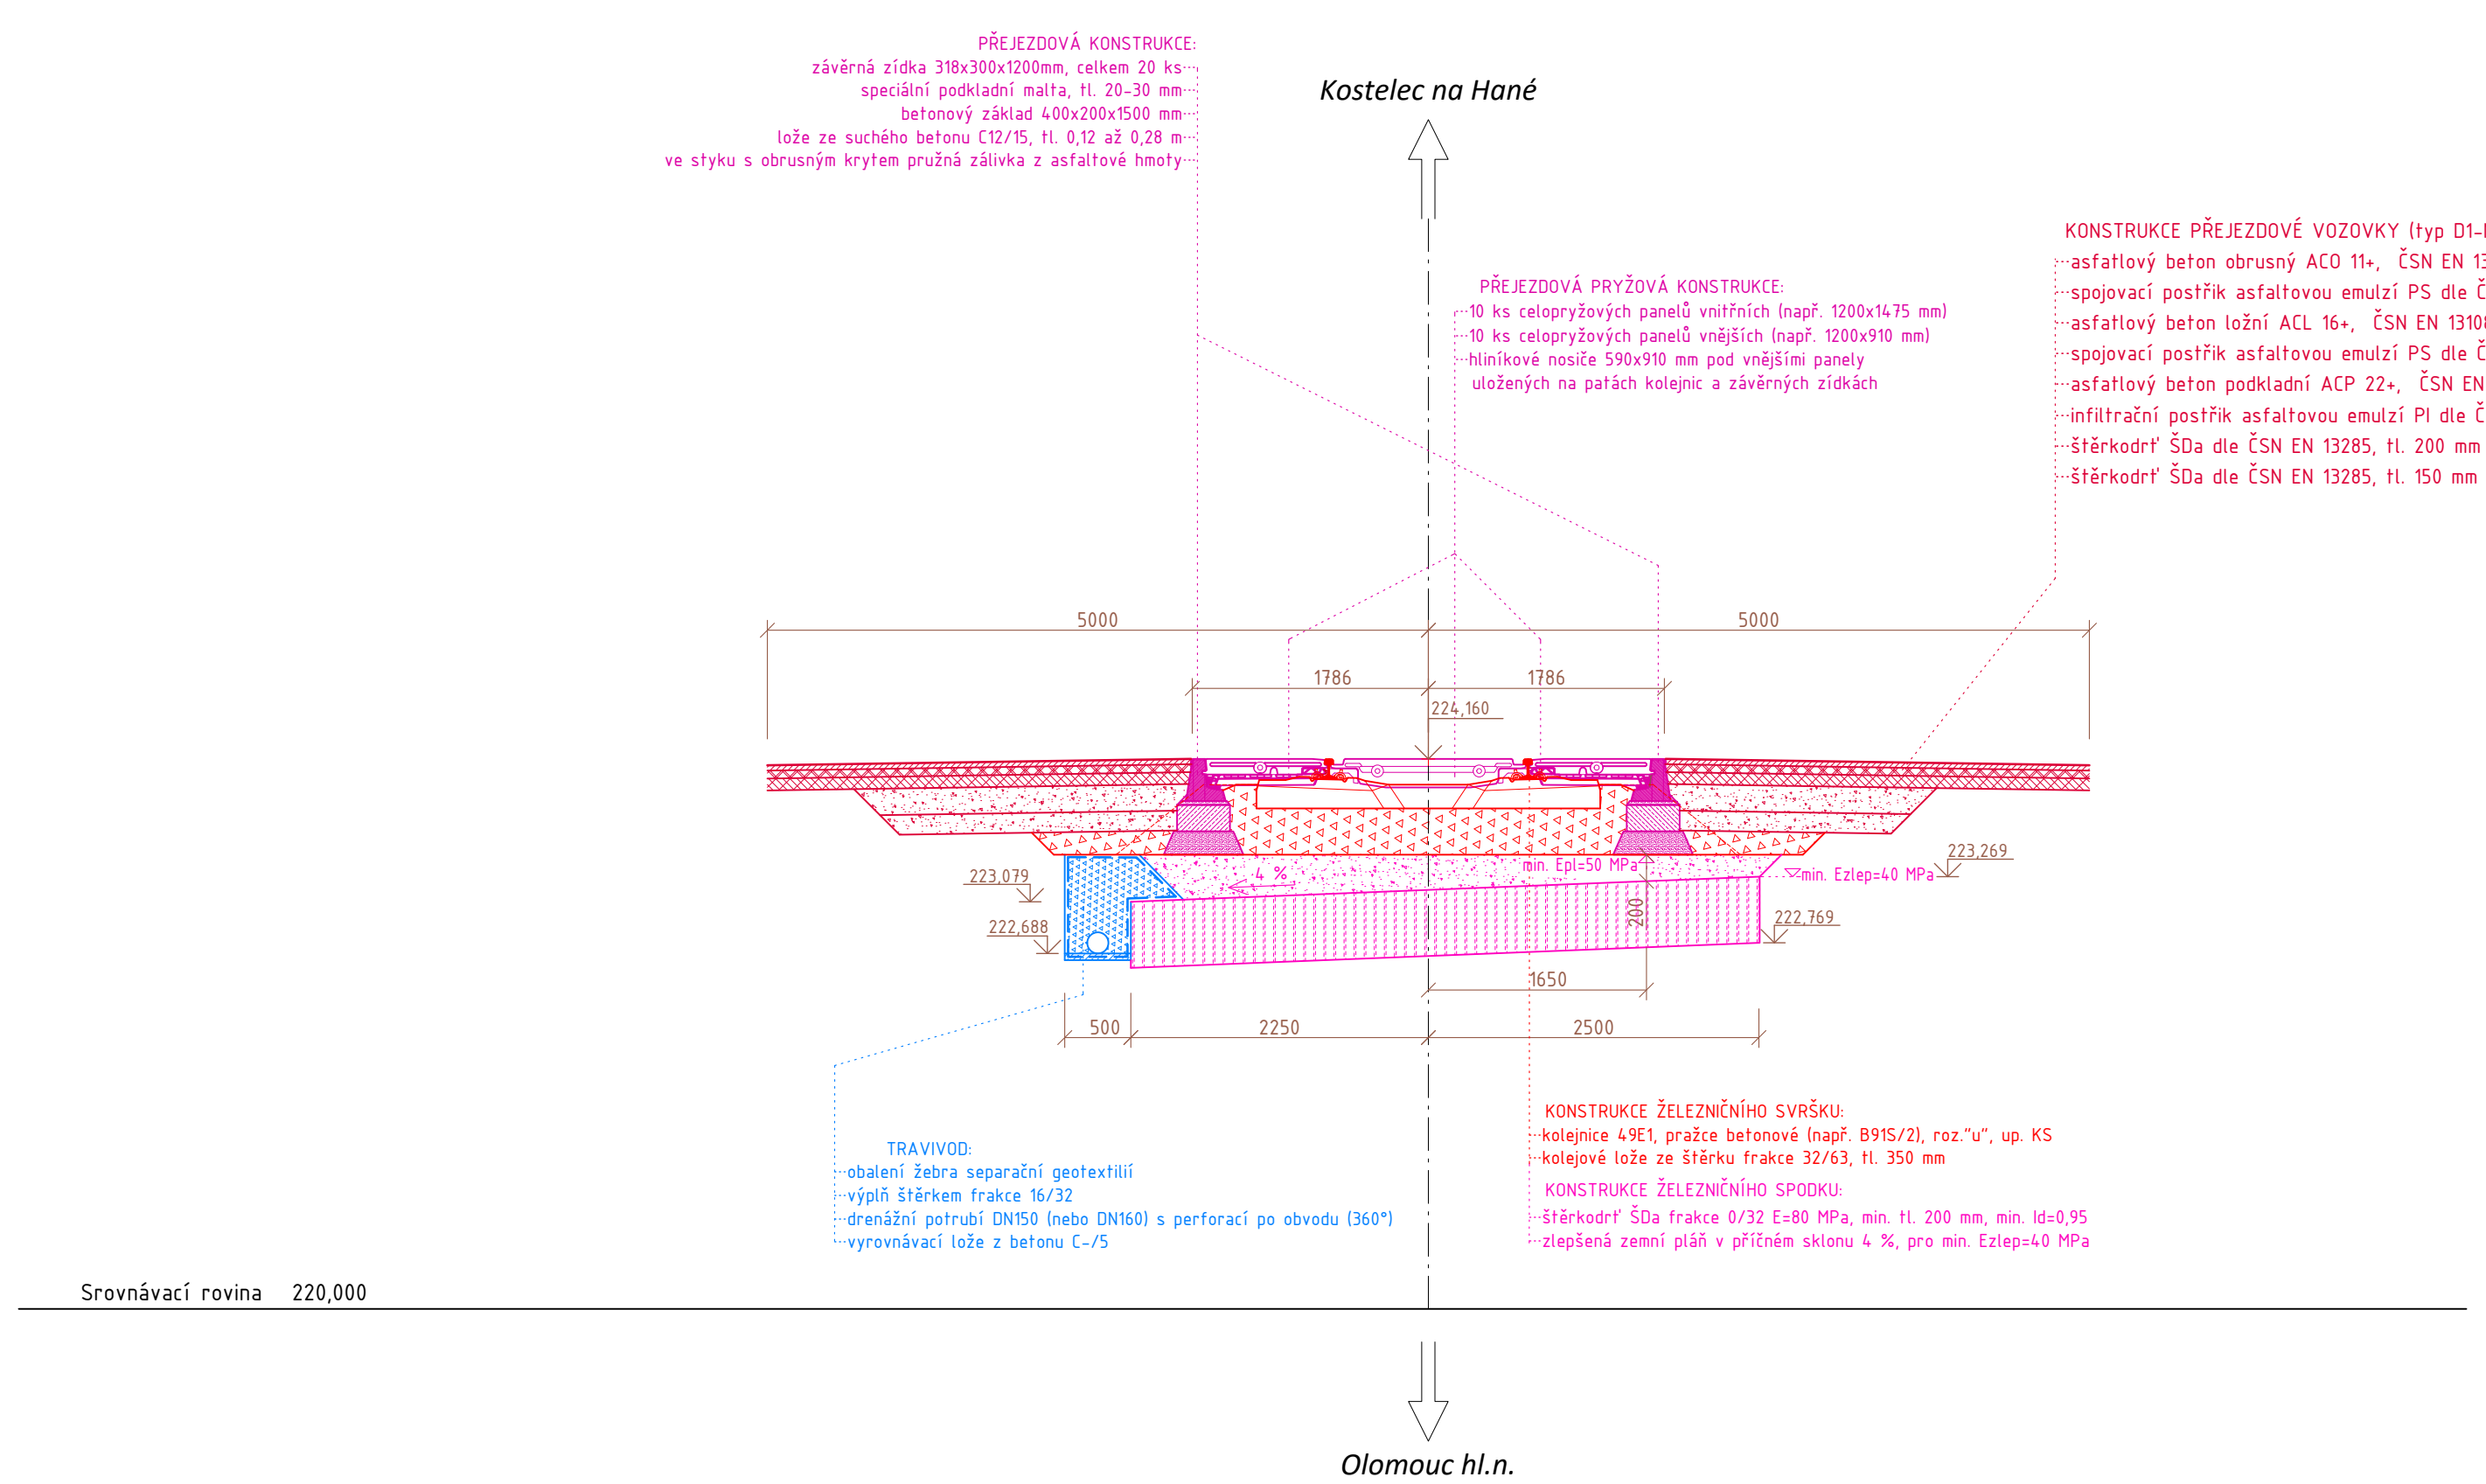 PŘEJEZDOVÁ KONSTRUKCE:
závěrná zídka 318x300x1200mm, celkem 20 ks
speciální podkladní malta, tl. 20-30 mm
betonový základ 400x200x1500 mm
lože ze suchého betonu C12/15, tl. 0,12 až 0,28 m
ve styku s obrusným krytem pružná zálivka z asfaltové hmoty
Kostelec na Hané
KONSTRUKCE PŘEJEZDOVÉ VOZOVKY (typ D1-
asfatlový beton obrusný ACO 11+, ČSN EN 13
spojovací postřik asfaltovou emulzí PS dle Č
asfatlový beton ložní ACL 16+, ČSN EN 13108
spojovací postřik asfaltovou emulzí PS dle Č
asfatlový beton podkladní ACP 22+, ČSN EN
infiltrační postřik asfaltovou emulzí PI dle Č
štěrkodrť ŠDa dle ČSN EN 13285, tl. 200 mm
štěrkodrť ŠDa dle ČSN EN 13285, tl. 150 mm
PŘEJEZDOVÁ PRYŽOVÁ KONSTRUKCE:
10 ks celopryžových panelů vnitřních (např. 1200x1475 mm)
10 ks celopryžových panelů vnějších (např. 1200x910 mm)
hliníkové nosiče 590x910 mm pod vnějšími panely
uložených na patách kolejnic a závěrných zídkách
5000
5000
1786
1786
224,160
min. Epl=50 MPa
223,269
4 %
min. Ezlep=40 MPa
223,079
200
222,688
222,769
1650
500
2250
2500
KONSTRUKCE ŽELEZNIČNÍHO SVRŠKU:
kolejnice 49E1, pražce betonové (např. B91S/2), roz."u", up. KS
kolejové lože ze štěrku frakce 32/63, tl. 350 mm
KONSTRUKCE ŽELEZNIČNÍHO SPODKU:
štěrkodrť ŠDa frakce 0/32 E=80 MPa, min. tl. 200 mm, min. Id=0,95
zlepšená zemní pláň v příčném sklonu 4 %, pro min. Ezlep=40 MPa
TRAVIVOD:
obalení žebra separační geotextilií
výplň štěrkem frakce 16/32
drenážní potrubí DN150 (nebo DN160) s perforací po obvodu (360°)
vyrovnávací lože z betonu C-/5
Srovnávací rovina 220,000
Olomouc hl.n.